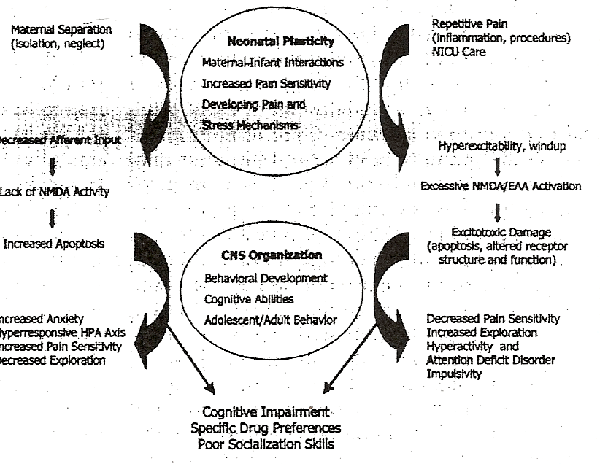 Maternal Separation
(isolation, neglect)
Decreased Afferent Input
Lack of NMDA Activity
Increased Apoptosis
Increased Anxiety
Hyperresponsive HPA Axis
Increased Pain Sensitivity
Decreased Exploration
Neonatal Plasticity
Maternal-Infant Interactions
Increased Pain Sensitivity
Developing Pain and
Stress Mechanisms
CNS Organization
Behavioral Development
Cognitive Abilities
Adolescent/Adult Behavior
Repetitive Pain
(inflammation, procedures)
NICU Care
Hyperexcitability, windup
Excessive NMDA/EAA Activation
Excitotoxic Damage
(apoptosis, altered receptor
structure and function)
Decreased Pain Sensitivity
Increased Exploration
Hyperactivity and
Attention Deficit Disorder
Impulsivity
Cognitive Impairment
Specific Drug Preferences
Poor Socialization Skills